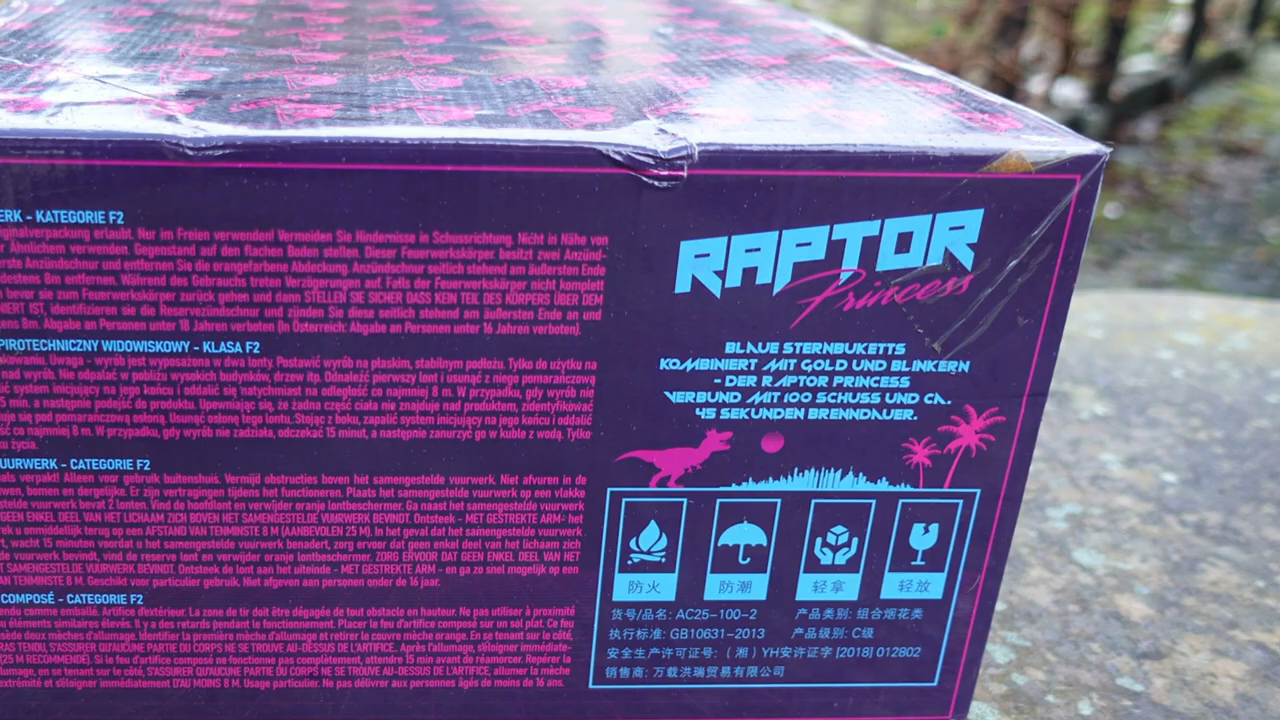 ERK - KATEGORIE F2
iginalverpackung erlaubt. Nur im Freien verwenden! Vermeiden Sie Hindernisse in Schussrichtung. Nicht in Nähe von
r Ähnlichem verwenden. Gegenstand auf den flachen Boden stellen. Dieser Feuerwerkskörper besitzt zwei Anzünd-
erste Anzündschnur und entfernen Sie die orangefarbene Abdeckung. Anzündschnur seitlich stehend am äußersten Ende
destens 8m entfernen. Während des Gebrauchs treten Verzögerungen auf. Falls der Feuerwerkskörper nicht komplett
n bevor sie zum Feuerwerkskörper zurück gehen und dann STELLEN SIE SICHER DASS KEIN TEIL DES KÖRPERS ÜBER DEM
NIERT IST, identifizieren sie die Reservezündschnur und zünden Sie diese seitlich stehend am äußersten Ende an und
ens 8m. Abgabe an Personen unter 18 Jahren verboten (In Österreich: Abgabe an Personen unter 16 Jahren verboten).
PIROTECHNICZNY WIDOWISKOWY - KLASA F2
akowaniu. Uwaga - wyrób jest wyposażona w dwa lonty. Postawić wyrób na płaskim, stabilnym podłożu. Tylko do użytku na
nad wyrób. Nie odpalać w pobliżu wysokich budynków, drzew itp. Odnaleźć pierwszy lont i usunąć z niego pomarańczową
ić system inicjujący na jego końcu i oddalić się natychmiast na odległość co najmniej 8 m. W przypadku, gdy wyrób nie
5 min. a następnie podejść do produktu. Upewniając się, że żadna część ciała nie znajduje nad produktem, zidentyfikować
uje się pod pomarańczową osłoną. Usunąć osłonę tego lontu. Stojąc z boku, zapalić system inicjujący na jego końcu i oddalić
ść co najmniej 8 m. W przypadku, gdy wyrób nie zadziała, odczekać 15 minut, a następnie zanurzyć go w kuble z wodą. Tylko
u życia.
UURWERK - CATEGORIE F2
als verpakt! Alleen voor gebruik buitenshuis. Vermijd obstructies boven het samengestelde vuurwerk. Niet afvuren in de
wen, bomen en dergelijke. Er zijn vertragingen tijdens het functioneren. Plaats het samengestelde vuurwerk op een vlakke
stelde vuurwerk bevat 2 lonten. Vind de hoofdlont en verwijder oranje lontbeschermer. Ga naast het samengestelde vuurwerk
GEEN ENKEL DEEL VAN HET LICHAAM ZICH BOVEN HET SAMENGESTELDE VUURWERK BEVINDT. Ontsteek - MET GESTREKTE ARM- het
rek u onmiddellijk terug op een AFSTAND VAN TENMINSTE 8 M (AANBEVOLEN 25 M). In het geval dat het samengestelde vuurwerk
rt, wacht 15 minuten voordat u het samengestelde vuurwerk benadert, zorg ervoor dat geen enkel deel van het lichaam zich
de vuurwerk bevindt, vind de reserve lont en verwijder oranje lontbeschermer. ZORG ERVOOR DAT GEEN ENKEL DEEL VAN HET
T SAMENGESTELDE VUURWERK BEVINDT. Ontsteek de lont aan het uiteinde - MET GESTREKTE ARM - en ga zo snel mogelijk op een
AN TENMINSTE 8 M. Geschikt voor particulier gebruik. Niet afgeven aan personen onder de 16 jaar.
COMPOSÉ - CATEGORIE F2
endu comme emballé. Artifice d'extérieur. La zone de tir doit être dégagée de tout obstacle en hauteur. Ne pas utiliser à proximité
u éléments similaires élevés. Il y a des retards pendant le fonctionnement. Placer le feu d'artifice composé sur un sol plat. Ce feu
sède deux mèches d'allumage. Identifier la première mèche d'allumage et retirer le couvre mèche orange. En se tenant sur le côté,
RAS TENDU, S'ASSURER QU'AUCUNE PARTIE DU CORPS NE SE TROUVE AU-DESSUS DE L'ARTIFICE. Après l'allumage, s'éloigner immédiate-
(25 M RECOMMENDÉ). Si le feu d'artifice composé ne fonctionne pas complètement, attendre 15 min avant de réamorcer. Repérer la
llumage, en se tenant sur le côté, S'ASSURER QU'AUCUNE PARTIE DU CORPS NE SE TROUVE AU-DESSUS DE L'ARTIFICE, allumer la mèche
extrémité et s'éloigner immédiatement D'AU MOINS 8 M. Usage particulier. Ne pas délivrer aux personnes âgés de moins de 16 ans.
RAPTOR
Princess
BLAUE STERNBUKETTS
KOMBINIERT MIT GOLD UND BLINKERN
- DER RAPTOR PRINCESS
VERBUND MIT 100 SCHUSS UND CA.
45 SEKUNDEN BRENNDAUER.
防火 防潮 轻拿 轻放
货号/品名: AC25-100-2 产品类别: 组合烟花类
执行标准: GB10631-2013 产品级别: C级
安全生产许可证号: (湘) YH安许证字 [2018] 012802
销售商: 万载洪瑞贸易有限公司